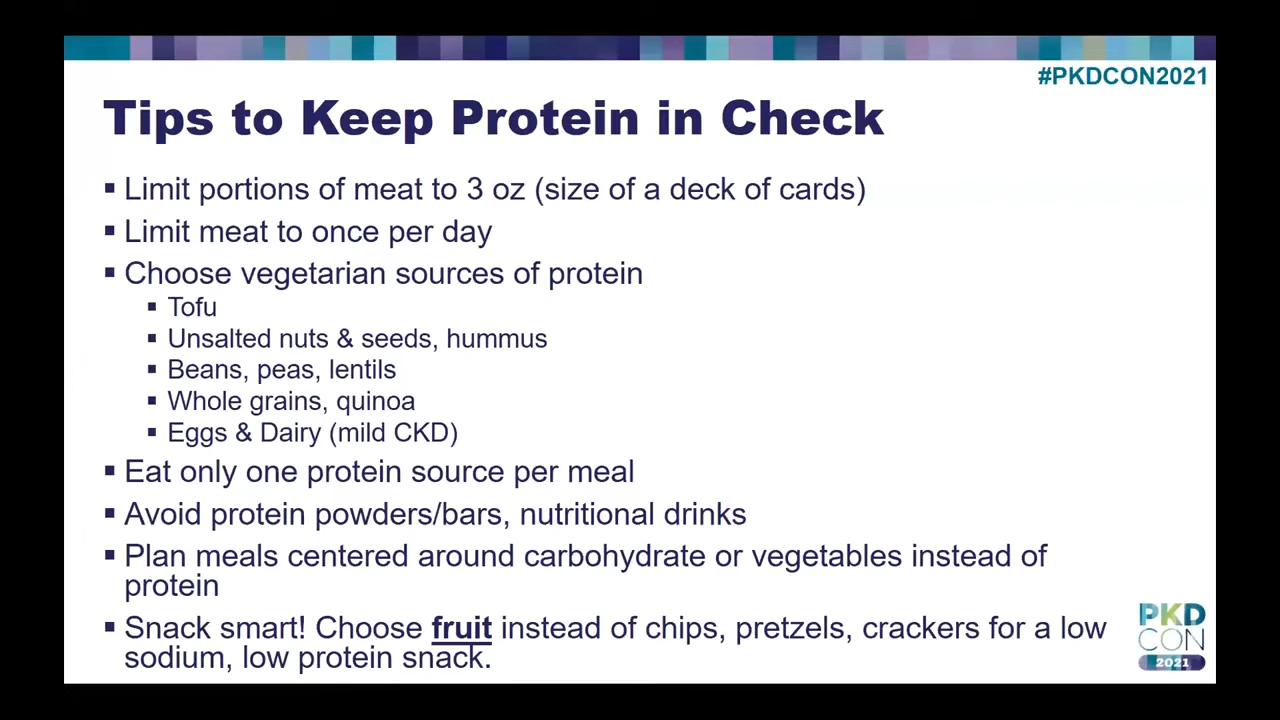 #PKDCON2021
Tips to Keep Protein in Check
▪ Limit portions of meat to 3 oz (size of a deck of cards)
▪ Limit meat to once per day
▪ Choose vegetarian sources of protein
▪ Tofu
▪ Unsalted nuts & seeds, hummus
▪ Beans, peas, lentils
▪ Whole grains, quinoa
▪ Eggs & Dairy (mild CKD)
▪ Eat only one protein source per meal
▪ Avoid protein powders/bars, nutritional drinks
▪ Plan meals centered around carbohydrate or vegetables instead of
protein
▪ Snack smart! Choose fruit instead of chips, pretzels, crackers for a low
sodium, low protein snack.
PKD
CON
2021